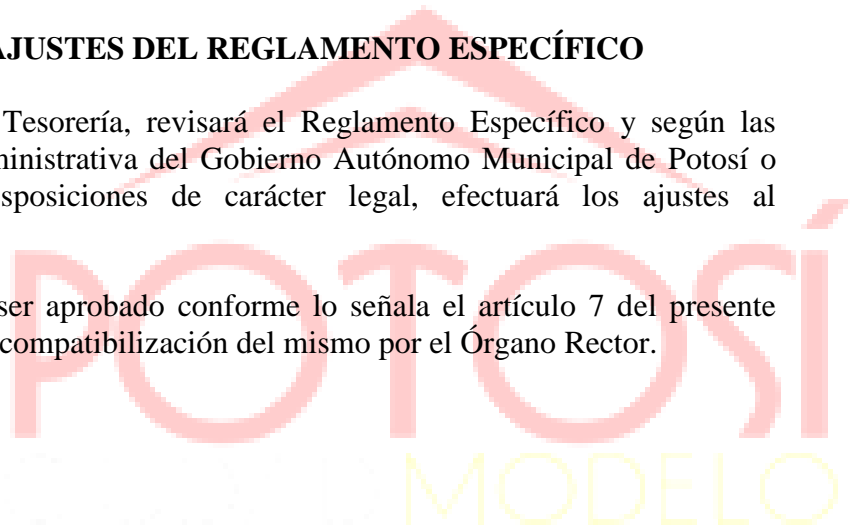 AJUSTES DEL REGLAMENTO ESPECÍFICO
Tesorería, revisará el Reglamento Específico y según las
ministrativa del Gobierno Autónomo Municipal de Potosí o
sposiciones de carácter legal, efectuará los ajustes al
ser aprobado conforme lo señala el artículo 7 del presente
compatibilización del mismo por el Órgano Rector.
POTOSÍ
MODELO